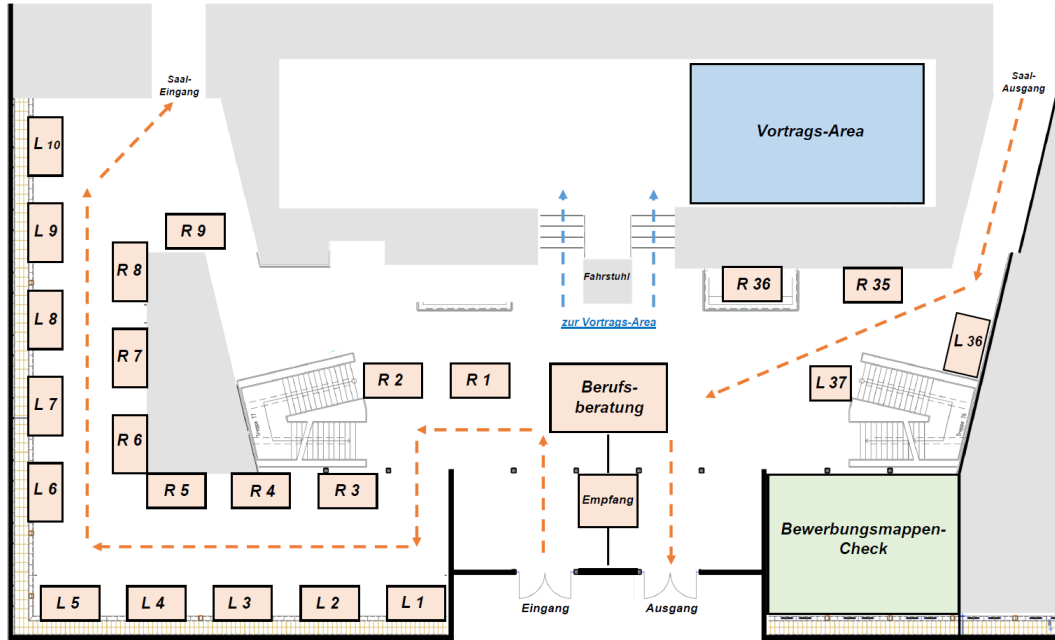 Saal-
Eingang
Saal-
Ausgang
Vortrags-Area
L 10
L 9
R 9
R 8
Fahrstuhl
R 36
R 35
L 8
zur Vortrags-Area
L 36
R 7
R 2
R 1
Berufs-
beratung
L 37
L 7
R 6
L 6
R 5
R 4
R 3
Empfang
Bewerbungsmappen-
Check
L 5
L 4
L 3
L 2
L 1
Eingang
Ausgang